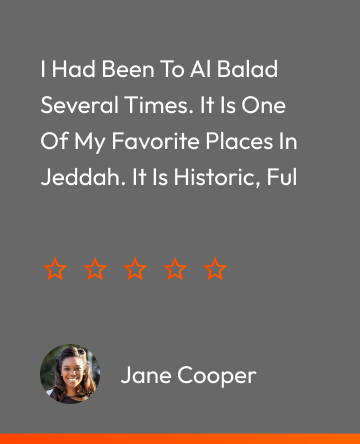 I Had Been To Al Balad
Several Times. It Is One
Of My Favorite Places In
Jeddah. It Is Historic, Ful
Jane Cooper